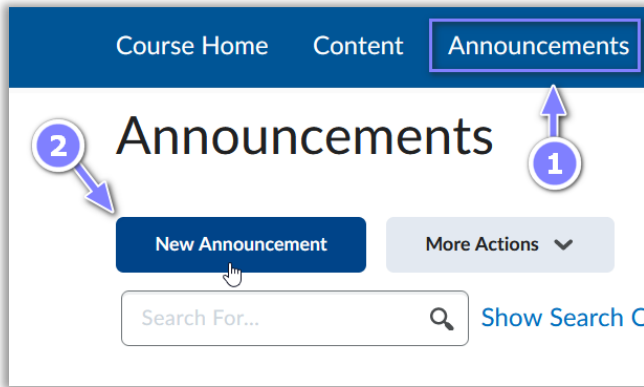 Course Home Content Announcements
Announcements
1
2
New Announcement More Actions
Search For... Show Search